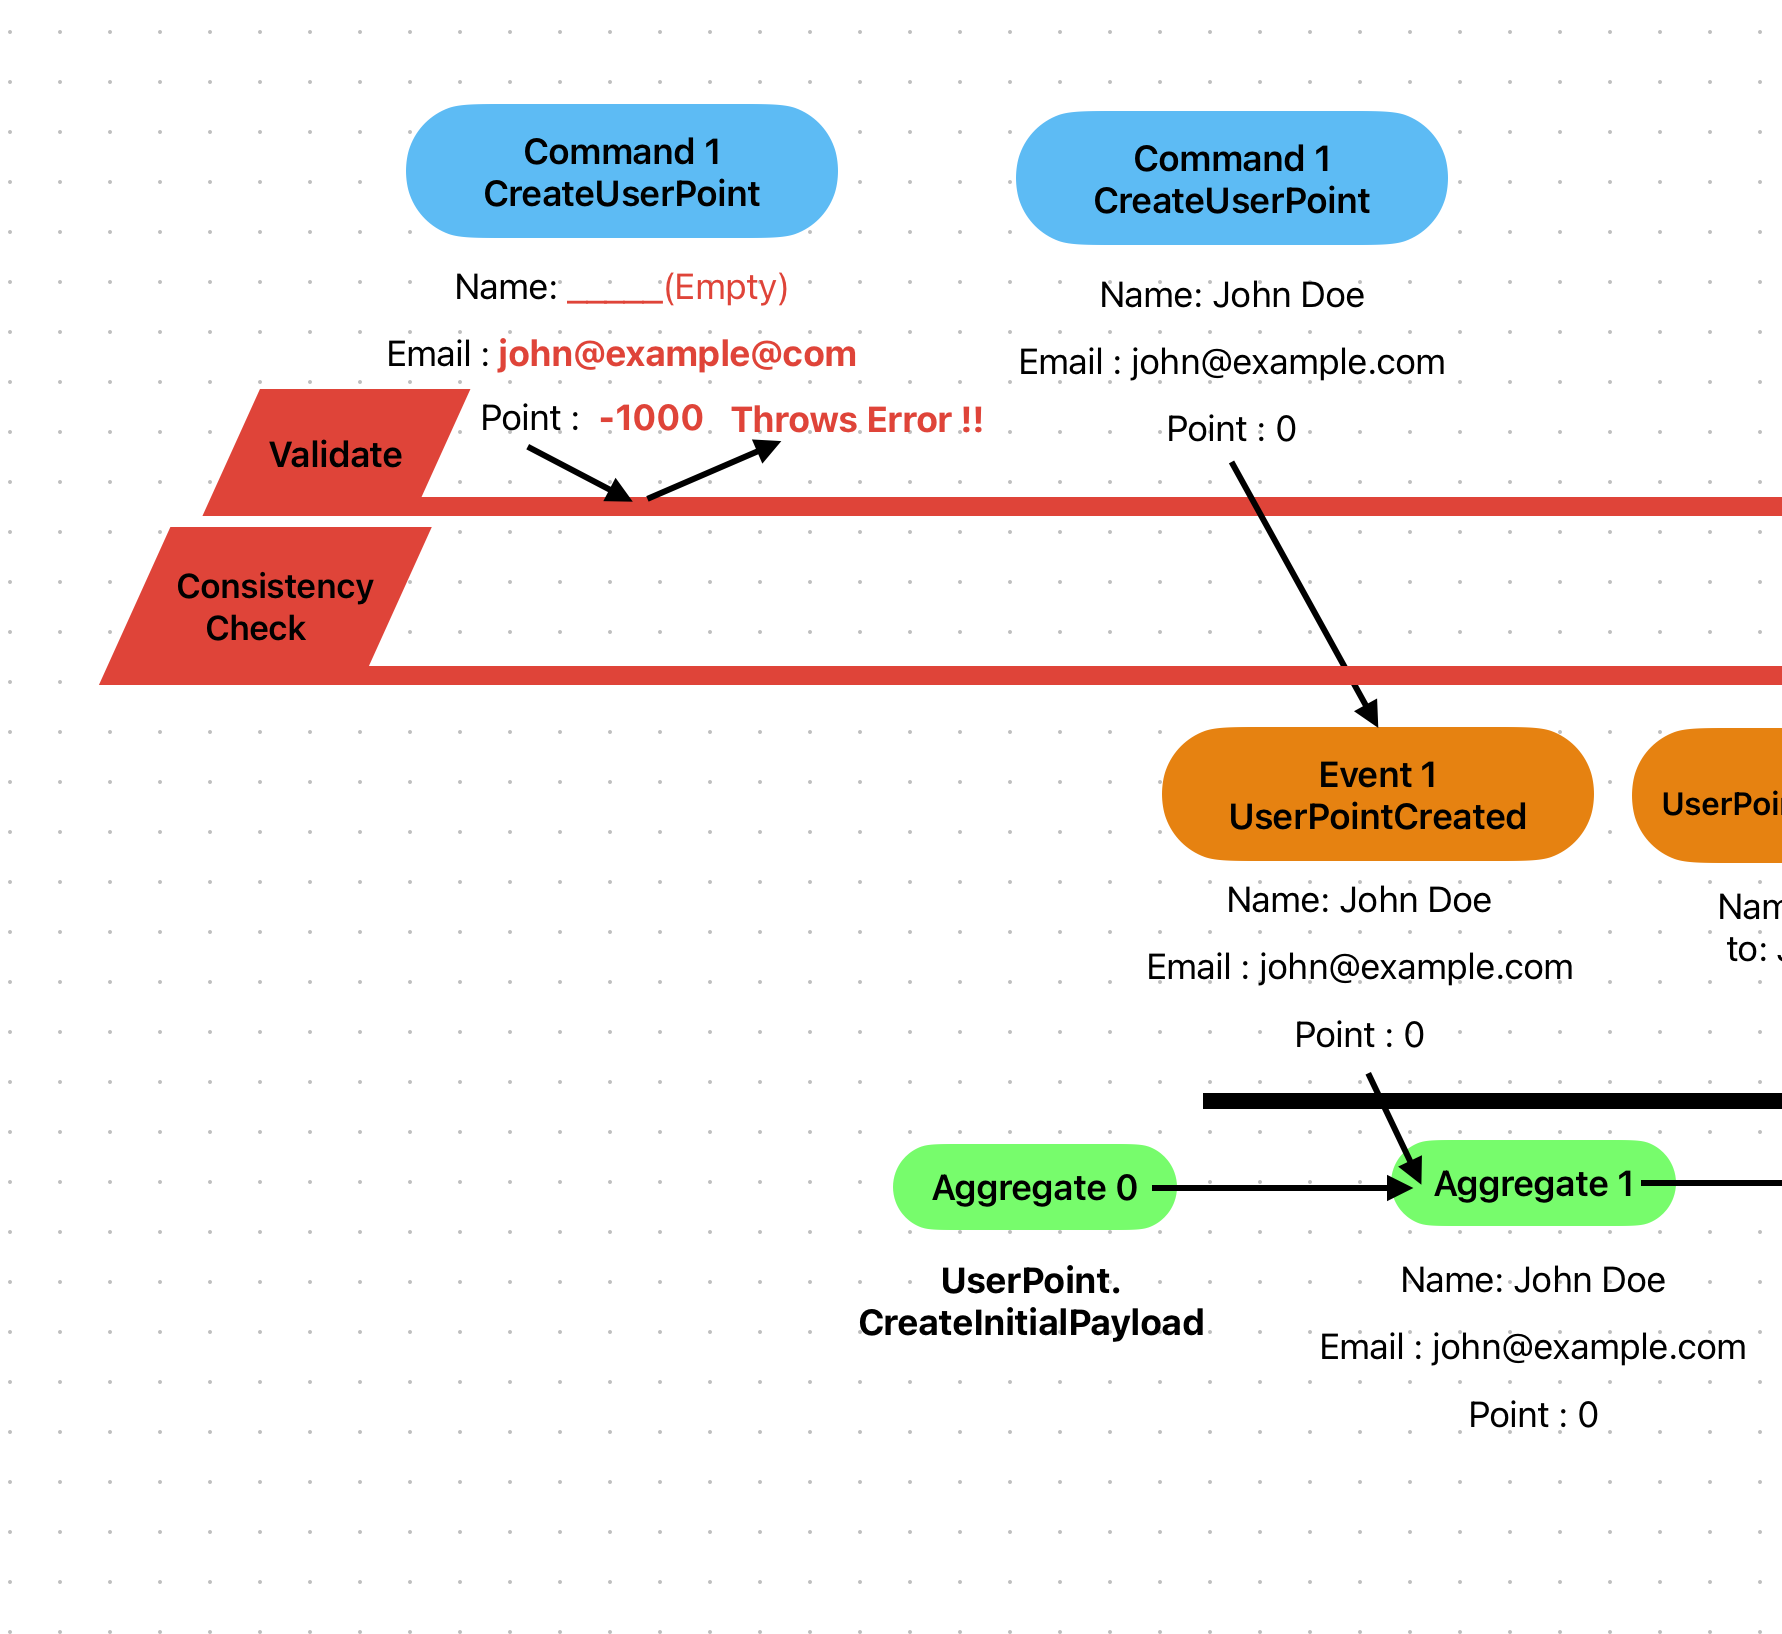 Command 1
CreateUserPoint
Name: _____(Empty)
Email : john@example@com
Point : -1000 Throws Error !!
Command 1
CreateUserPoint
Name: John Doe
Email : john@example.com
Point : 0
Validate
Consistency
Check
Event 1
UserPointCreated
Name: John Doe
Email : john@example.com
Point : 0
UserPoi
Nam
to: J
Aggregate 0
UserPoint.
CreateInitialPayload
Aggregate 1
Name: John Doe
Email : john@example.com
Point : 0